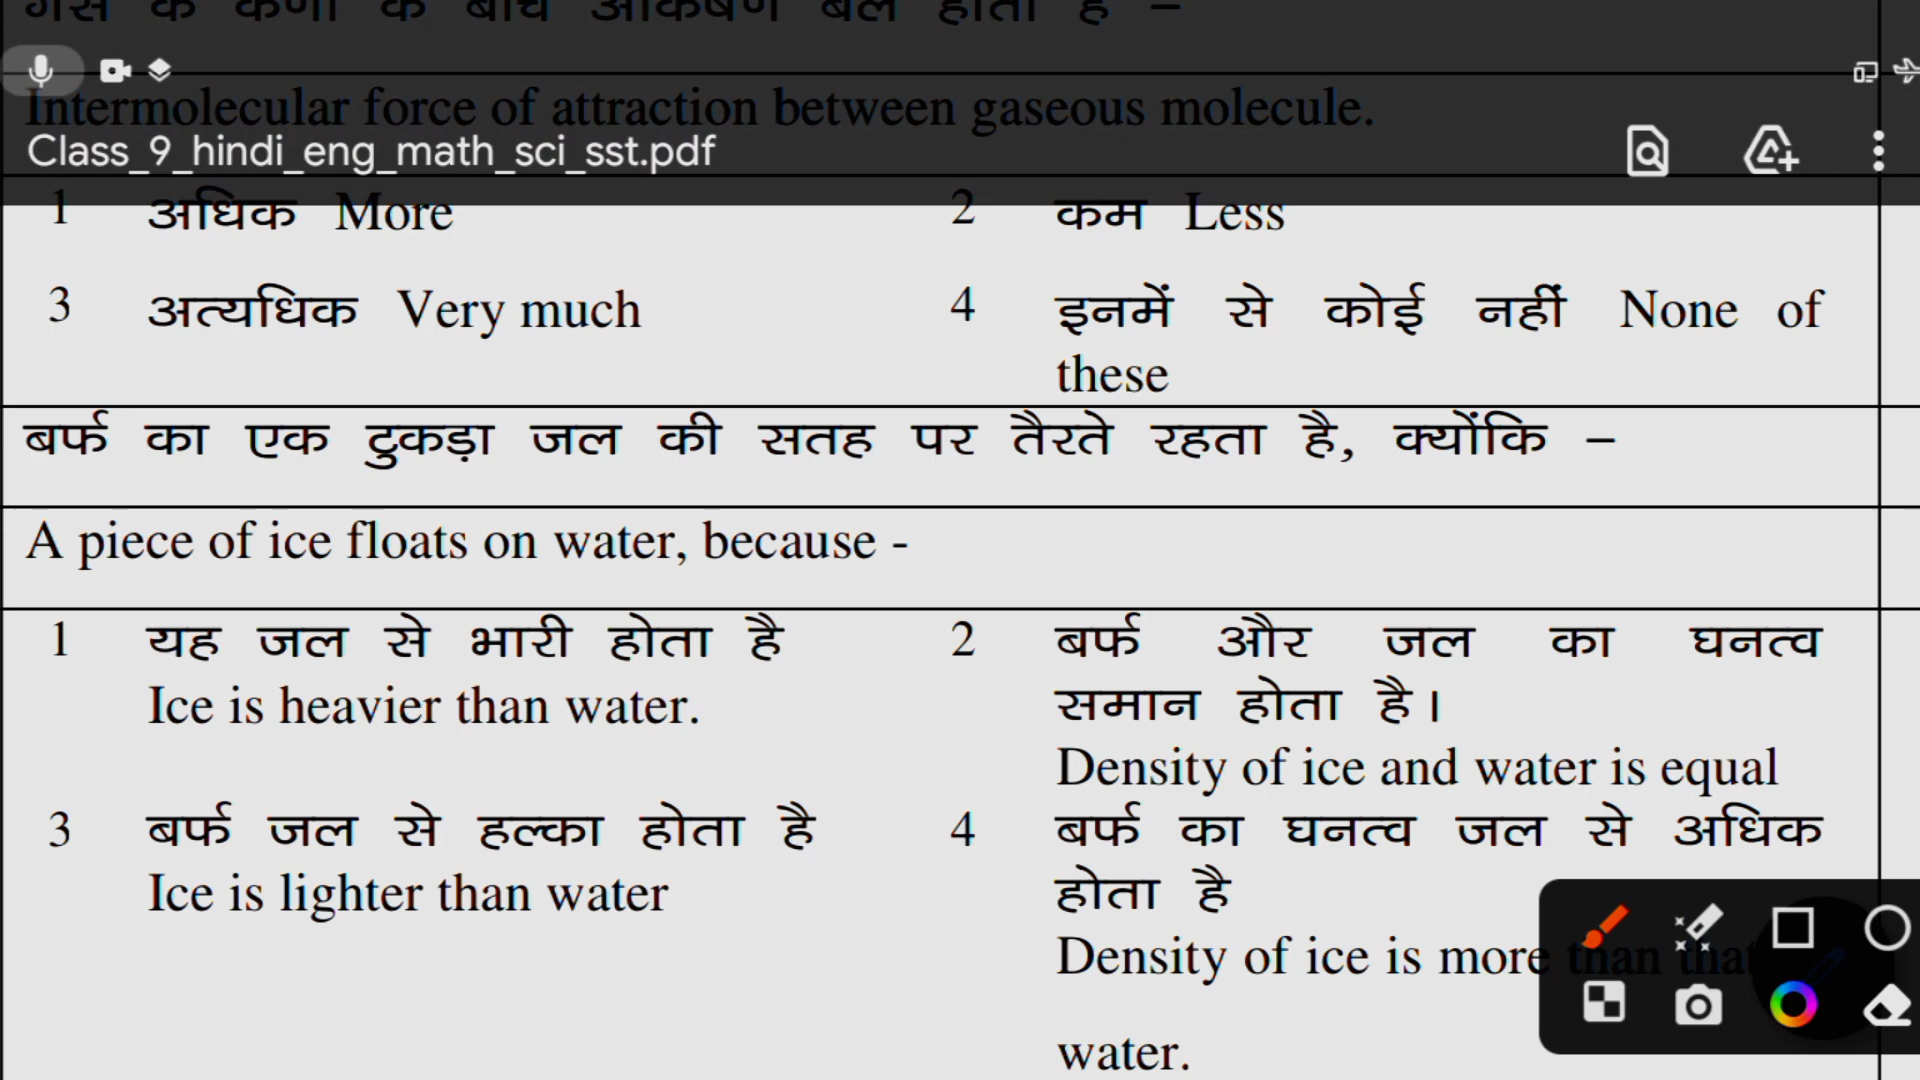 गैस के कणों के बीच आकर्षण बल होता है –
Intermolecular force of attraction between gaseous molecule.
Class_9_hindi_eng_math_sci_sst.pdf
1 अधिक More 2 कम Less
3 अत्यधिक Very much 4 इनमें से कोई नहीं None of
these
बर्फ का एक टुकड़ा जल की सतह पर तैरते रहता है, क्योंकि –
A piece of ice floats on water, because -
1 यह जल से भारी होता है 2 बर्फ और जल का घनत्व
Ice is heavier than water. समान होता है।
Density of ice and water is equal
3 बर्फ जल से हल्का होता है 4 बर्फ का घनत्व जल से अधिक
Ice is lighter than water होता है
Density of ice is more than
water.